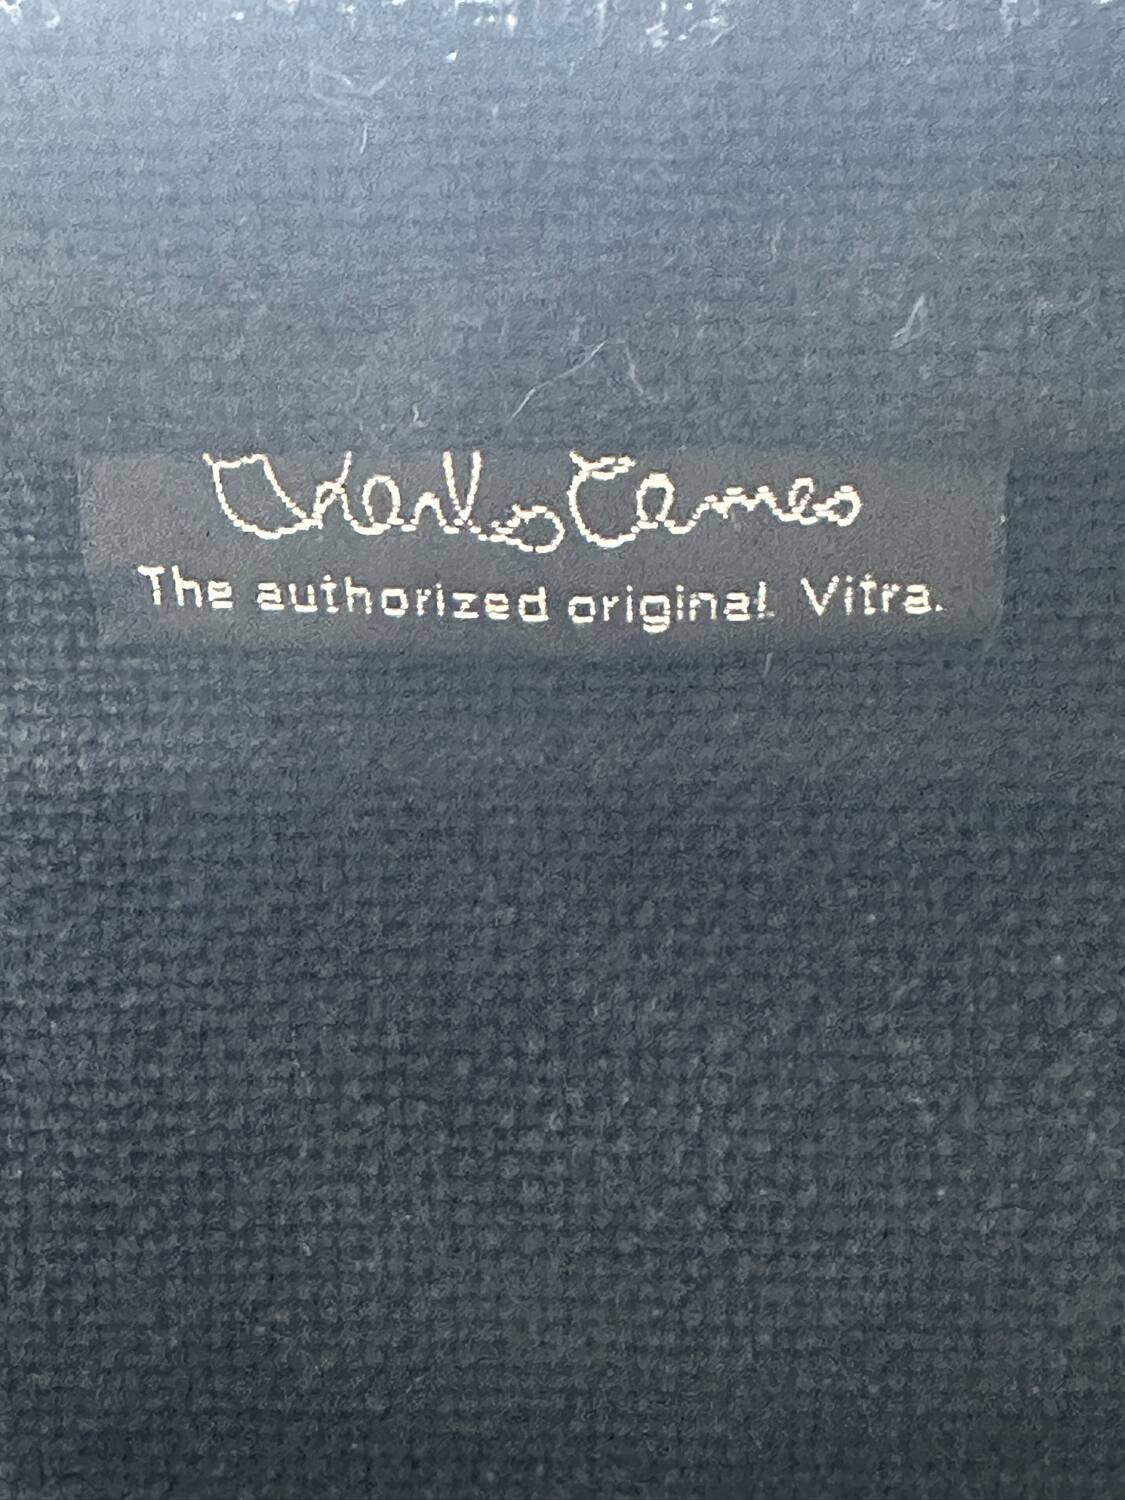 Charles Eames
The authorized original. Vitra.